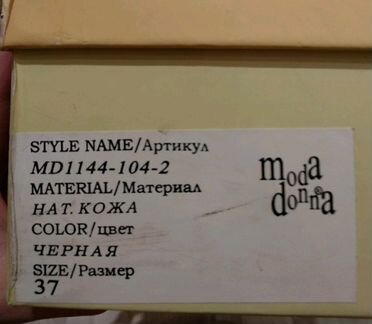 STYLE NAME/Артикул
MD1144-104-2
MATERIAL/Материал
НАТ. КОЖА
COLOR/цвет
ЧЕРНАЯ
SIZE/Размер
37
moda
donna®